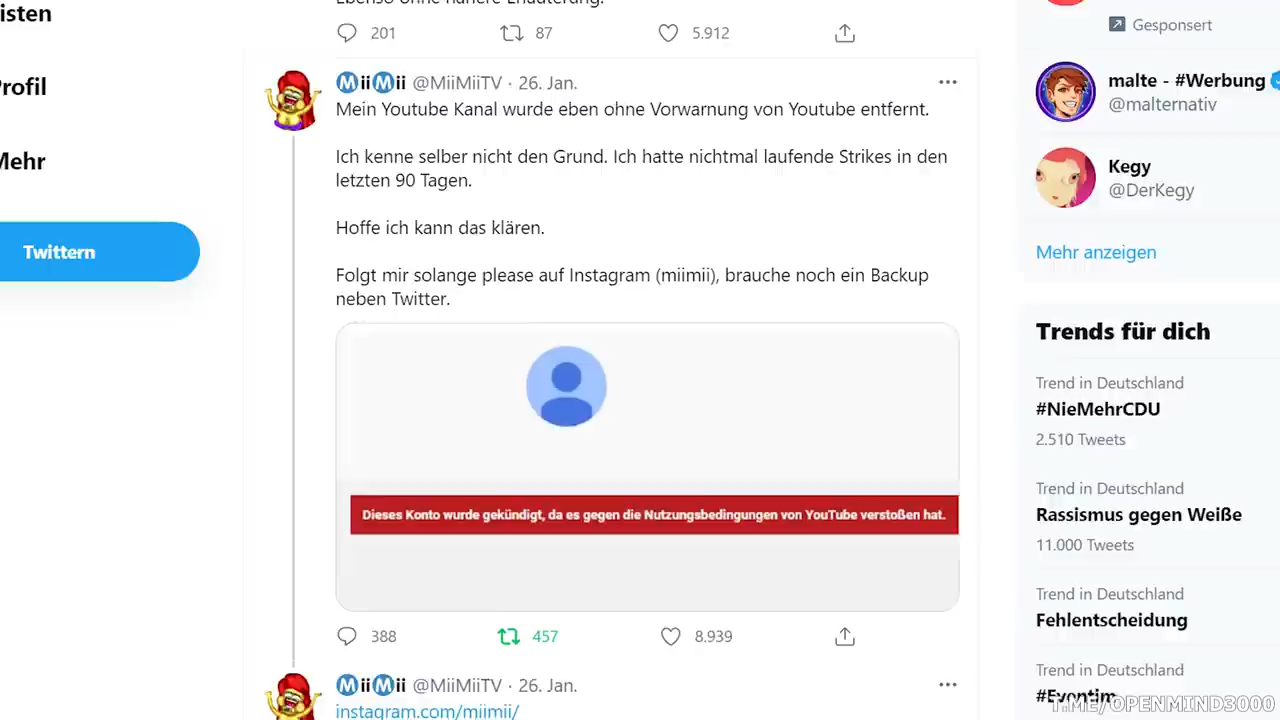 isten
Profil
Mehr
Twittern
201 87 5.912
ⓂiiⓂii @MiiMiiTV · 26. Jan.
Mein Youtube Kanal wurde eben ohne Vorwarnung von Youtube entfernt.
Ich kenne selber nicht den Grund. Ich hatte nichtmal laufende Strikes in den
letzten 90 Tagen.
Hoffe ich kann das klären.
Folgt mir solange please auf Instagram (miimii), brauche noch ein Backup
neben Twitter.
Dieses Konto wurde gekündigt, da es gegen die Nutzungsbedingungen von YouTube verstoßen hat.
388 457 8.939
ⓂiiⓂii @MiiMiiTV · 26. Jan.
instagram.com/miimii/
Gesponsert
malte - #Werbung
@malternativ
Kegy
@DerKegy
Mehr anzeigen
Trends für dich
Trend in Deutschland
#NieMehrCDU
2.510 Tweets
Trend in Deutschland
Rassismus gegen Weiße
11.000 Tweets
Trend in Deutschland
Fehlentscheidung
Trend in Deutschland
#Eventim
T.ME/OPENMIND3000